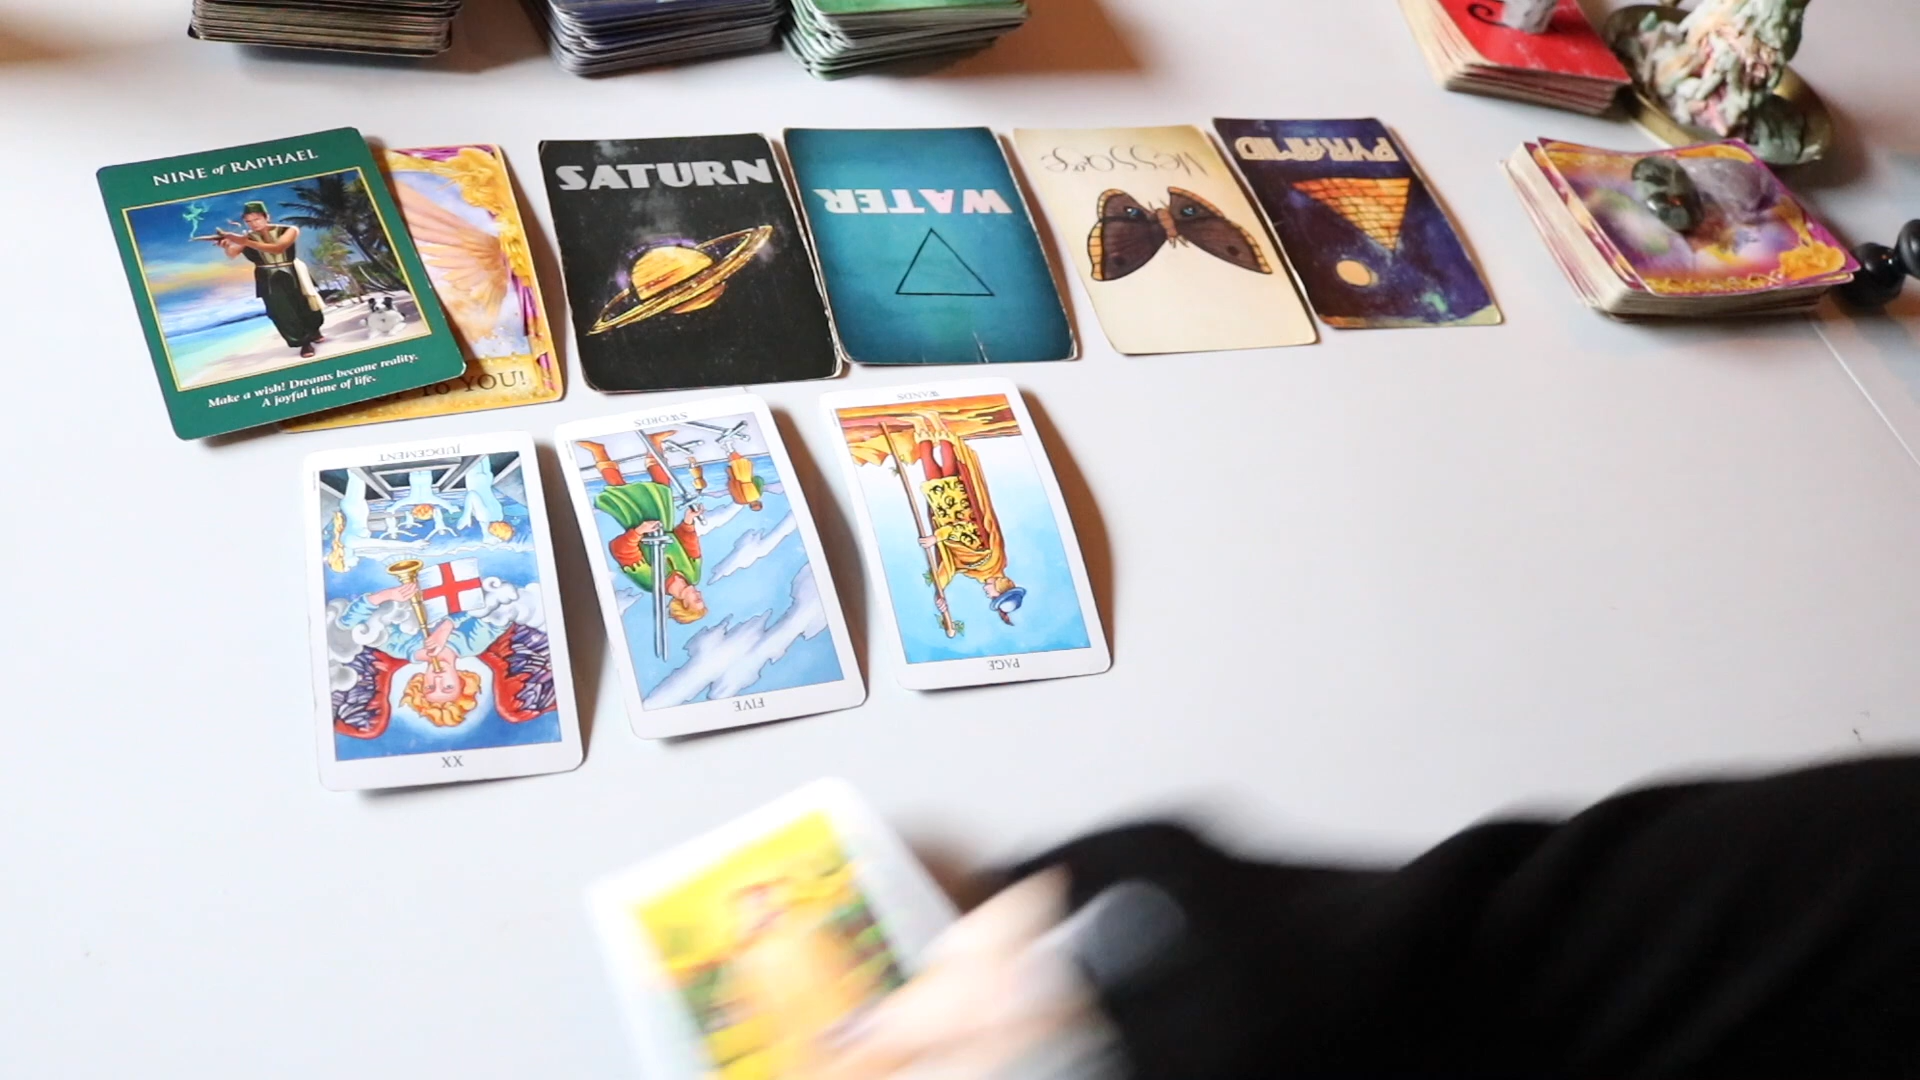 NINE of RAPHAEL
Make a wish! Dreams become reality.
A joyful time of life.
TO YOU!
SATURN
WATER
Message
PYRAMID
JUDGEMENT
XX
SWORDS
FIVE
WANDS
PAGE